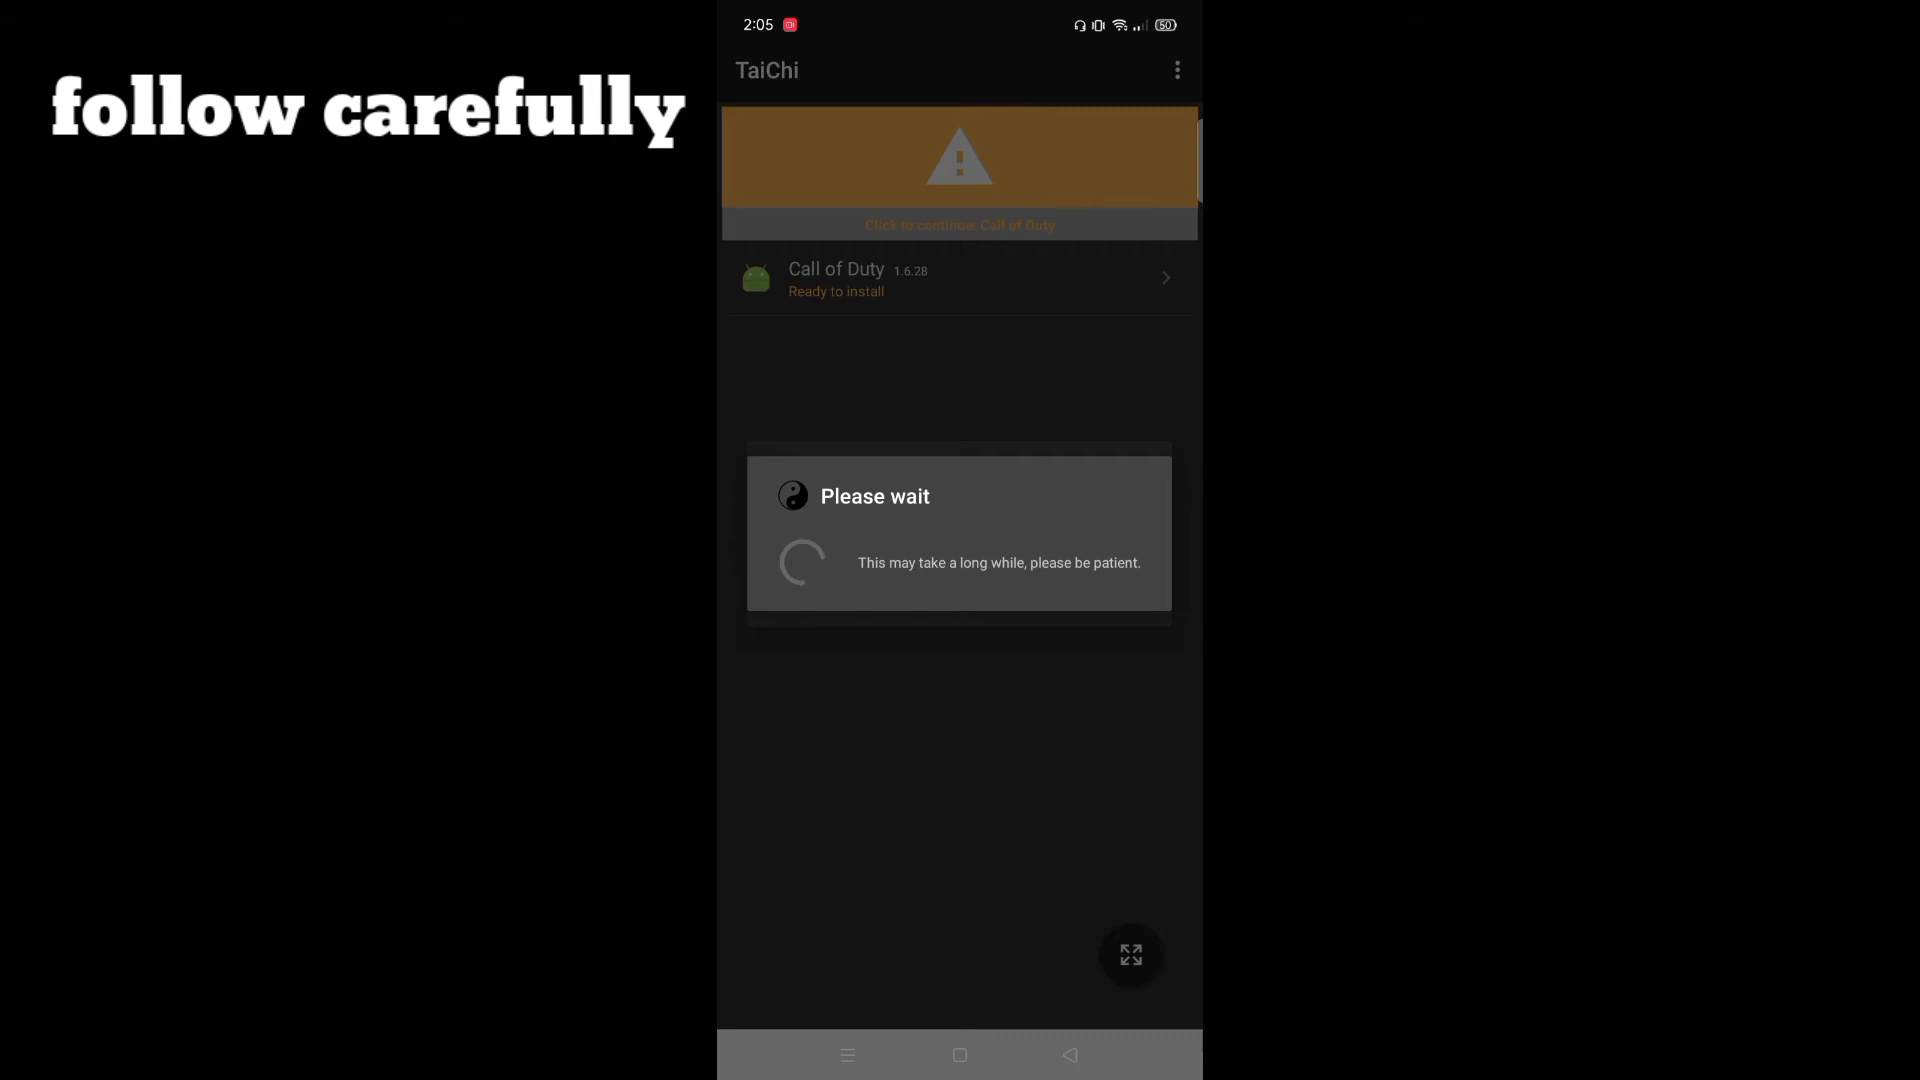 2:05
50
follow carefully
TaiChi
Click to continue: Call of Duty
Call of Duty 1.6.28
Ready to install
Please wait
This may take a long while, please be patient.